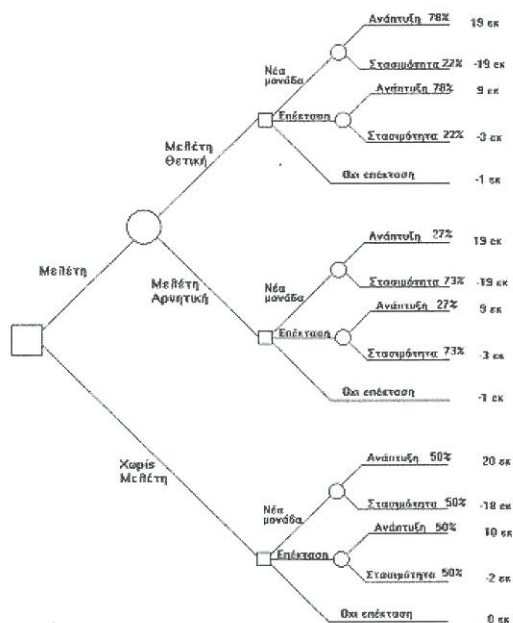 Ανάπτυξη 78% 19 εκ
Νέα μονάδα
Στασιμότητα 22% -19 εκ
Ανάπτυξη 78% 9 εκ
Επέκταση
Στασιμότητα 22% -3 εκ
Μελέτη Θετική
Οχι επέκταση -1 εκ
Μελέτη
Ανάπτυξη 27% 19 εκ
Μελέτη Αρνητική
Νέα μονάδα
Στασιμότητα 73% -19 εκ
Ανάπτυξη 27% 9 εκ
Επέκταση
Στασιμότητα 73% -3 εκ
Οχι επέκταση -1 εκ
Χωρίς Μελέτη
Ανάπτυξη 50% 20 εκ
Νέα μονάδα
Στασιμότητα 50% -18 εκ
Ανάπτυξη 50% 10 εκ
Επέκταση
Στασιμότητα 50% -2 εκ
Οχι επέκταση 0 εκ